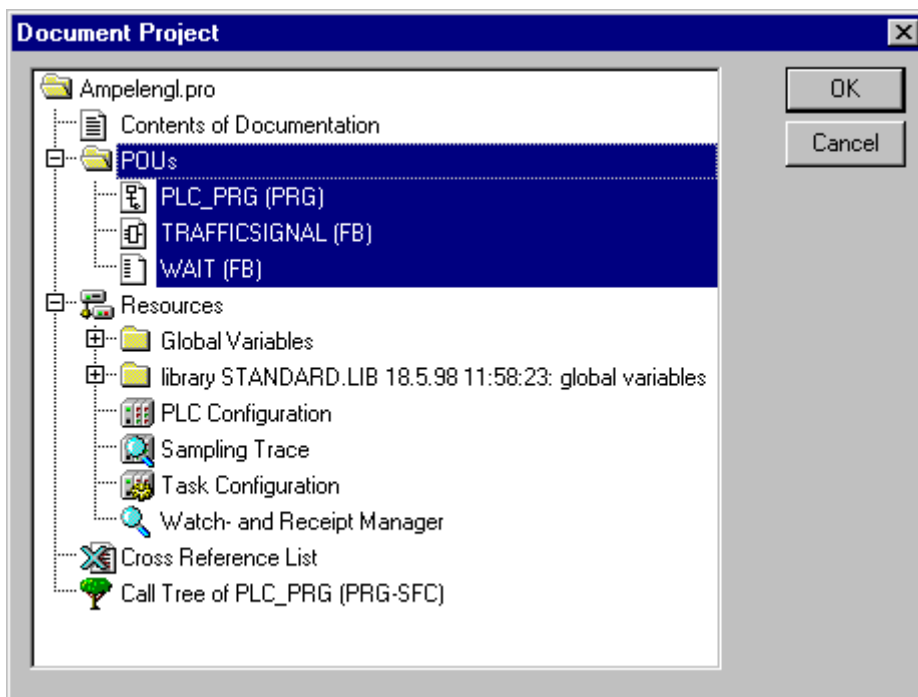 Document Project
Ampelengl.pro
OK
Contents of Documentation
Cancel
POUs
PLC_PRG (PRG)
TRAFFICSIGNAL (FB)
WAIT (FB)
Resources
Global Variables
library STANDARD.LIB 18.5.98 11:58:23: global variables
PLC Configuration
Sampling Trace
Task Configuration
Watch- and Receipt Manager
Cross Reference List
Call Tree of PLC_PRG (PRG-SFC)